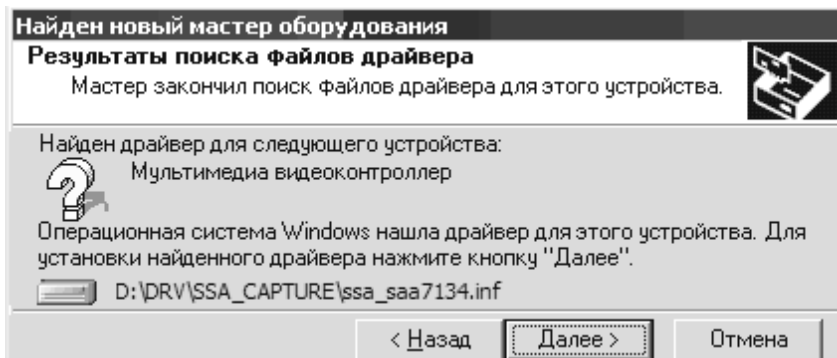 Найден новый мастер оборудования
Результаты поиска файлов драйвера
Мастер закончил поиск файлов драйвера для этого устройства.
Найден драйвер для следующего устройства:
Мультимедиа видеоконтроллер
Операционная система Windows нашла драйвер для этого устройства. Для
установки найденного драйвера нажмите кнопку "Далее".
D:\DRV\SSA_CAPTURE\ssa_saa7134.inf
< Назад Далее > Отмена